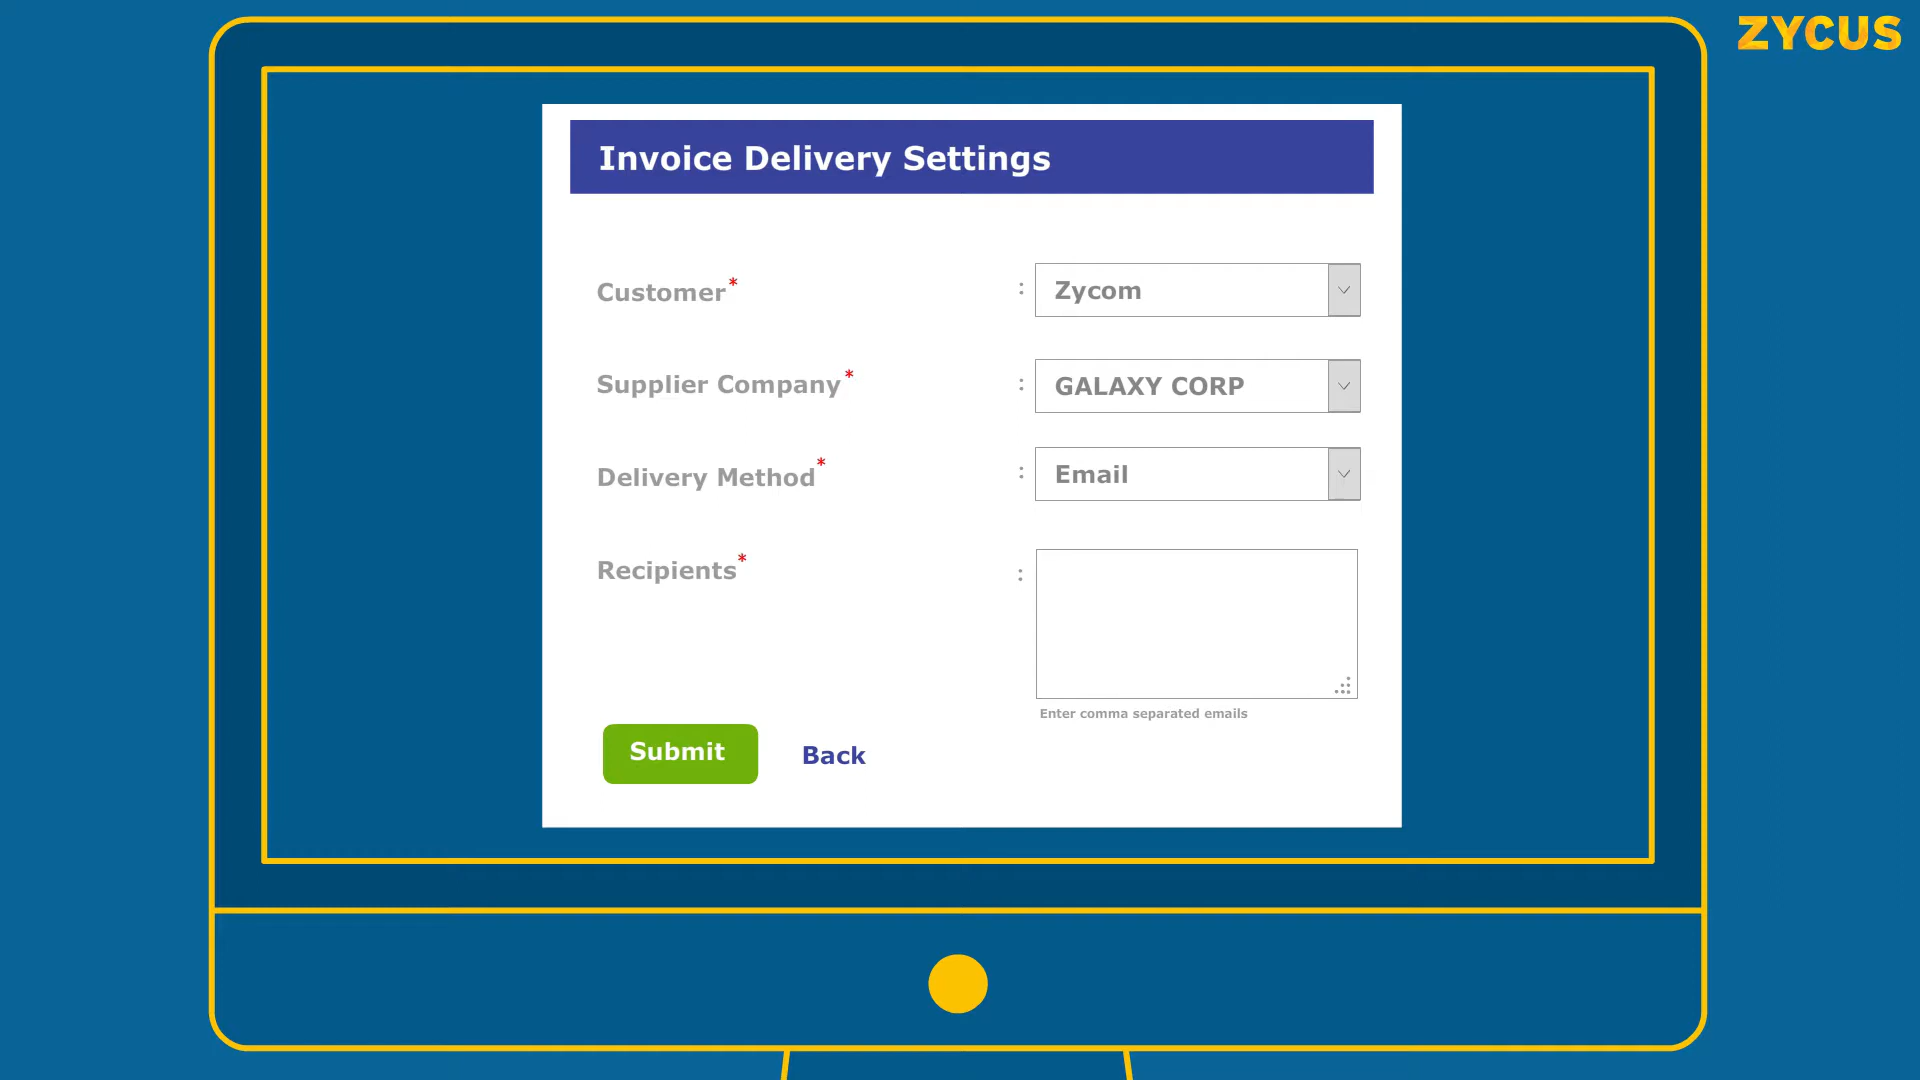 ZYCUS
Invoice Delivery Settings
Customer* : Zycom
Supplier Company* : GALAXY CORP
Delivery Method* : Email
Recipients* :
Enter comma separated emails
Submit Back